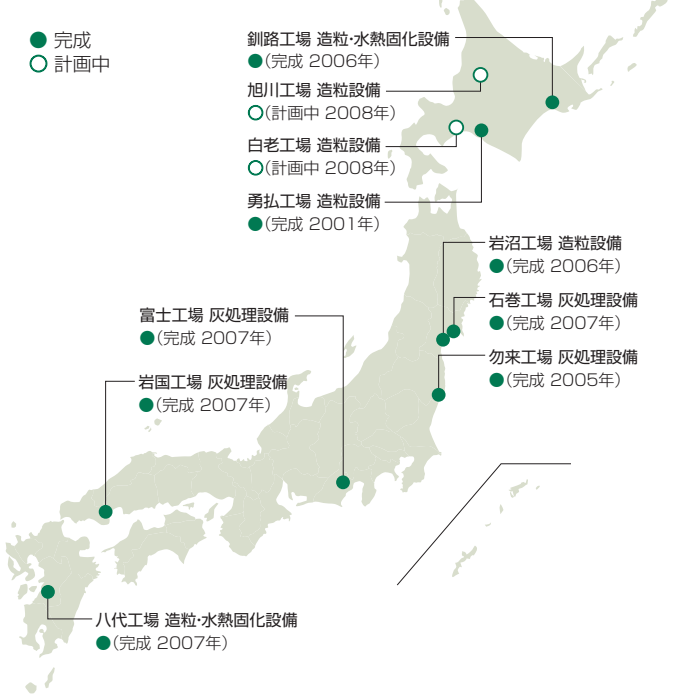 ● 完成
○ 計画中
釧路工場 造粒・水熱固化設備
●(完成 2006年)
旭川工場 造粒設備
○(計画中 2008年)
白老工場 造粒設備
○(計画中 2008年)
勇払工場 造粒設備
●(完成 2001年)
岩沼工場 造粒設備
●(完成 2006年)
石巻工場 灰処理設備
●(完成 2007年)
勿来工場 灰処理設備
●(完成 2005年)
富士工場 灰処理設備
●(完成 2007年)
岩国工場 灰処理設備
●(完成 2007年)
八代工場 造粒・水熱固化設備
●(完成 2007年)